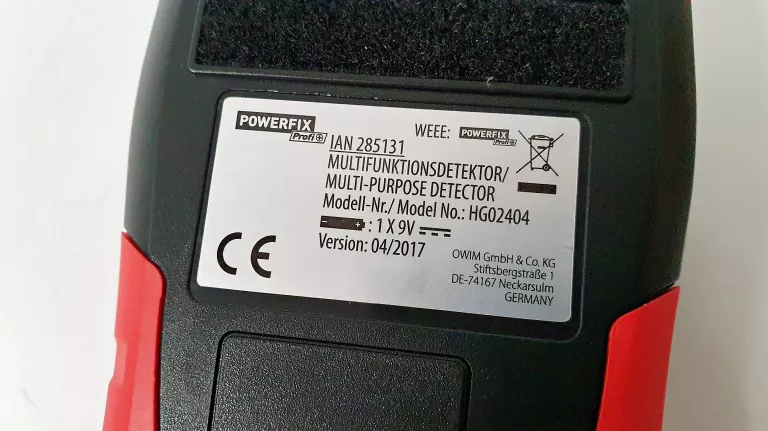 POWERFIX
Profi+
WEEE: POWERFIX
Profi+
IAN 285131
MULTIFUNKTIONSDETEKTOR/
MULTI-PURPOSE DETECTOR
Modell-Nr./ Model No.: HG02404
: 1 X 9V
Version: 04/2017
CE
OWIM GmbH & Co. KG
Stiftsbergstraße 1
DE-74167 Neckarsulm
GERMANY